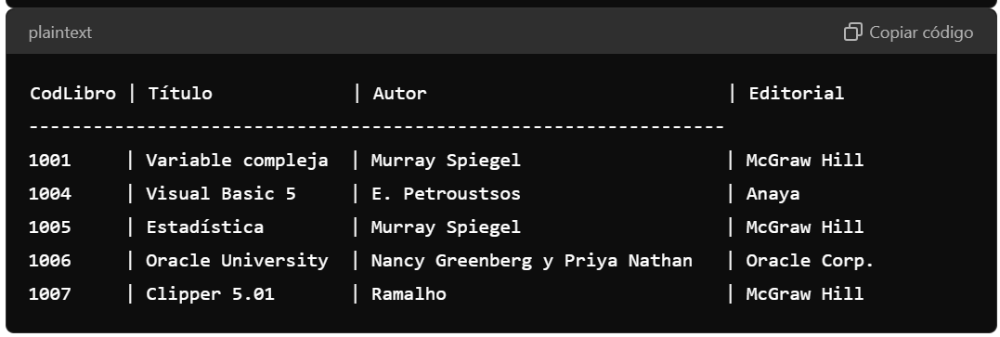 plaintext Copiar código
CodLibro | Título | Autor | Editorial
-----------------------------------------------------------------
1001 | Variable compleja | Murray Spiegel | McGraw Hill
1004 | Visual Basic 5 | E. Petroustsos | Anaya
1005 | Estadística | Murray Spiegel | McGraw Hill
1006 | Oracle University | Nancy Greenberg y Priya Nathan | Oracle Corp.
1007 | Clipper 5.01 | Ramalho | McGraw Hill